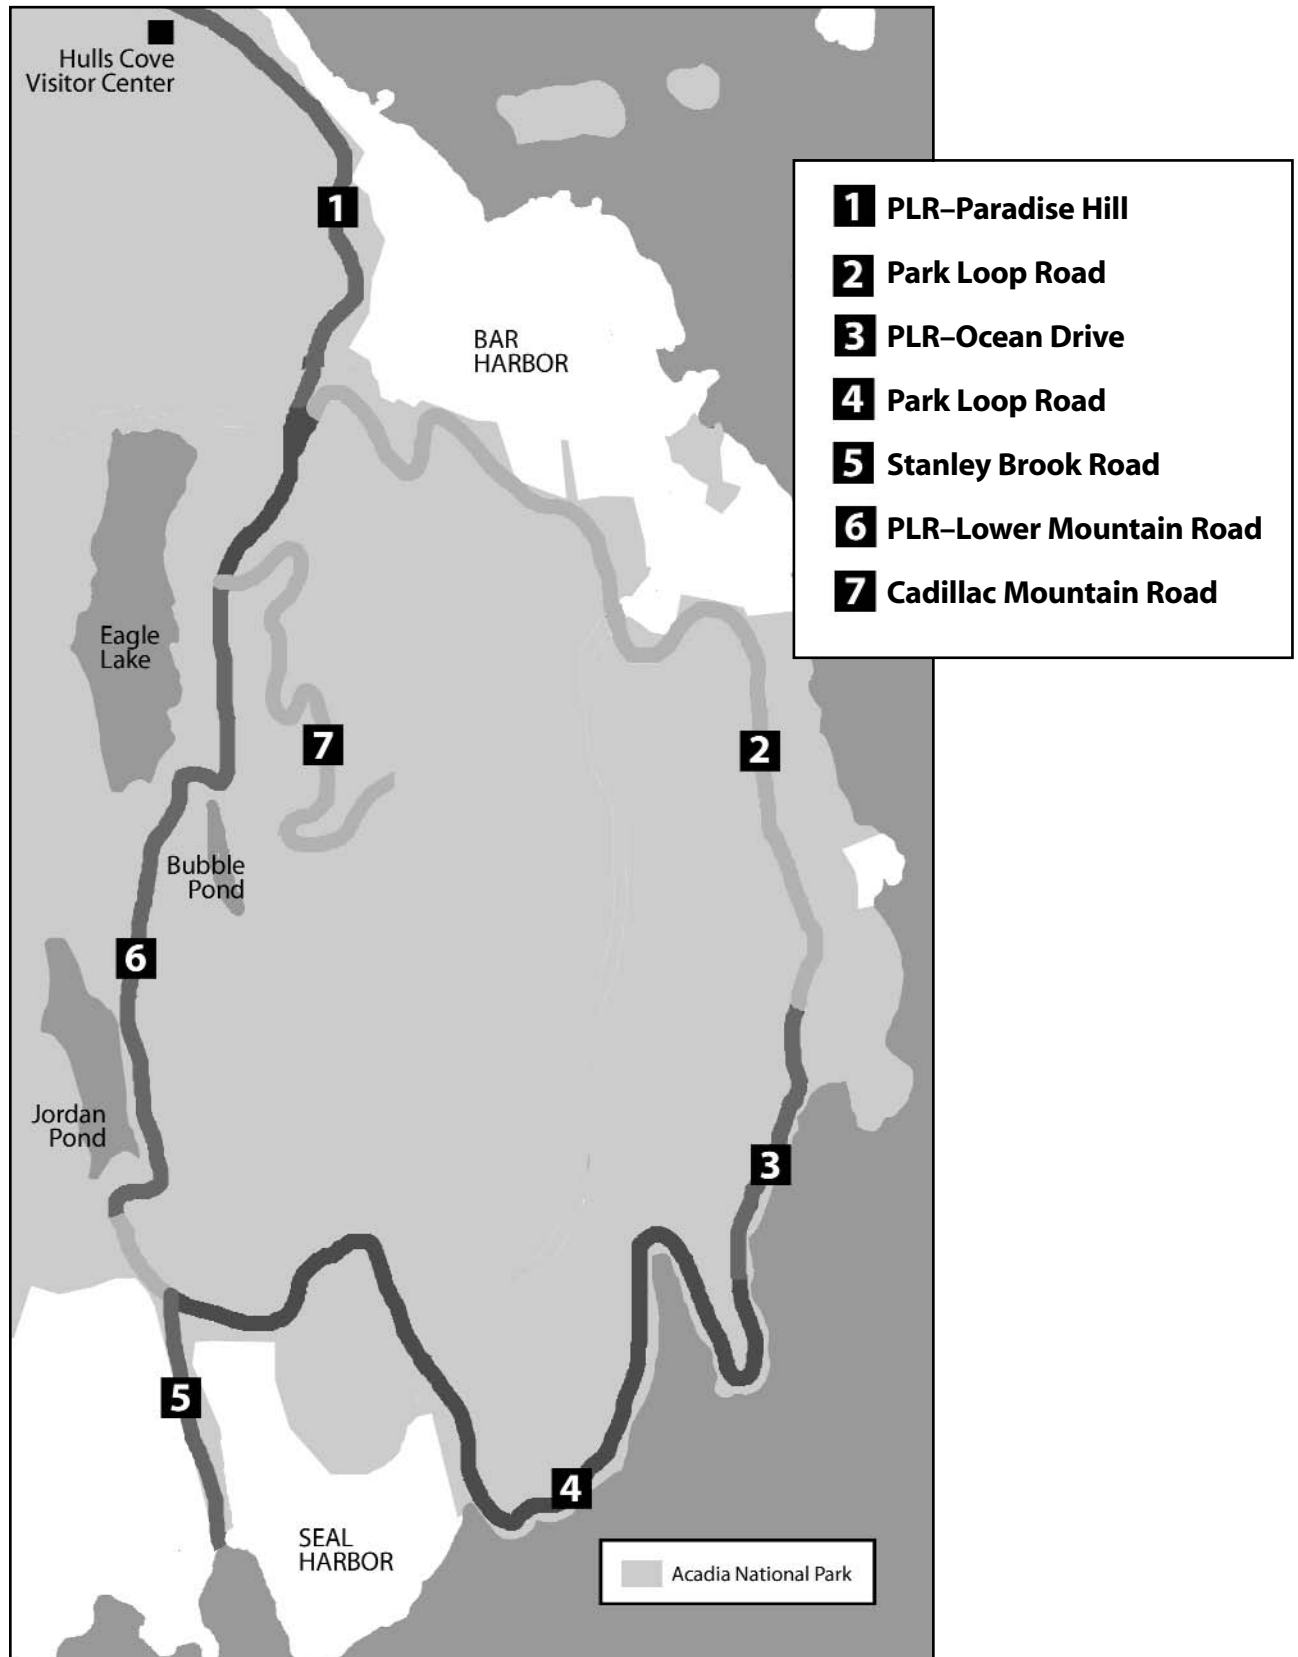 Hulls Cove
Visitor Center
1
BAR
HARBOR
Eagle
Lake
7
2
Bubble
Pond
6
Jordan
Pond
3
5
4
SEAL
HARBOR
Acadia National Park
1 PLR–Paradise Hill
2 Park Loop Road
3 PLR–Ocean Drive
4 Park Loop Road
5 Stanley Brook Road
6 PLR–Lower Mountain Road
7 Cadillac Mountain Road